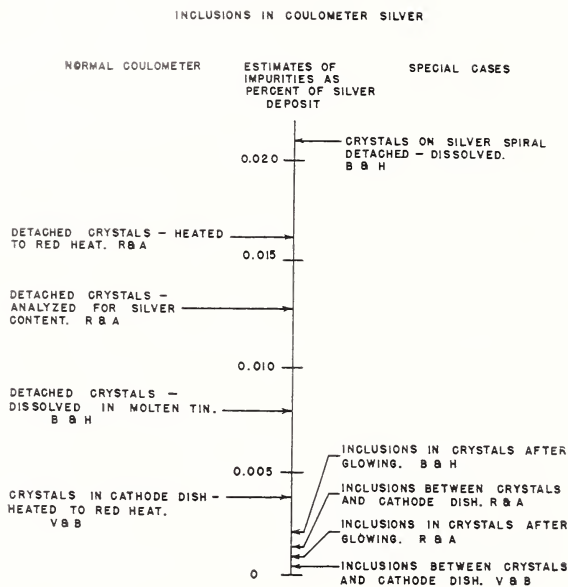 INCLUSIONS IN COULOMETER SILVER
NORMAL COULOMETER
ESTIMATES OF
IMPURITIES AS
PERCENT OF SILVER
DEPOSIT
SPECIAL CASES
CRYSTALS ON SILVER SPIRAL
DETACHED – DISSOLVED.
B & H
0.020
DETACHED CRYSTALS – HEATED
TO RED HEAT. R & A
0.015
DETACHED CRYSTALS –
ANALYZED FOR SILVER
CONTENT. R & A
0.010
DETACHED CRYSTALS –
DISSOLVED IN MOLTEN TIN.
B & H
0.005
CRYSTALS IN CATHODE DISH –
HEATED TO RED HEAT.
V & B
INCLUSIONS IN CRYSTALS AFTER
GLOWING. B & H
INCLUSIONS BETWEEN CRYSTALS
AND CATHODE DISH. R & A
INCLUSIONS IN CRYSTALS AFTER
GLOWING. R & A
INCLUSIONS BETWEEN CRYSTALS
AND CATHODE DISH. V & B
0